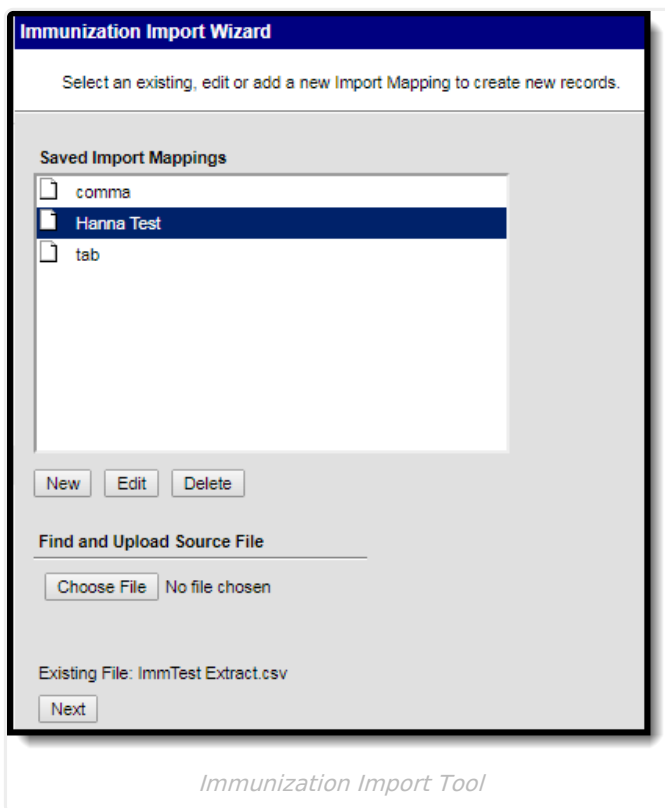 Immunization Import Wizard
Select an existing, edit or add a new Import Mapping to create new records.
Saved Import Mappings
comma
Hanna Test
tab
New Edit Delete
Find and Upload Source File
Choose File No file chosen
Existing File: ImmTest Extract.csv
Next
Immunization Import Tool